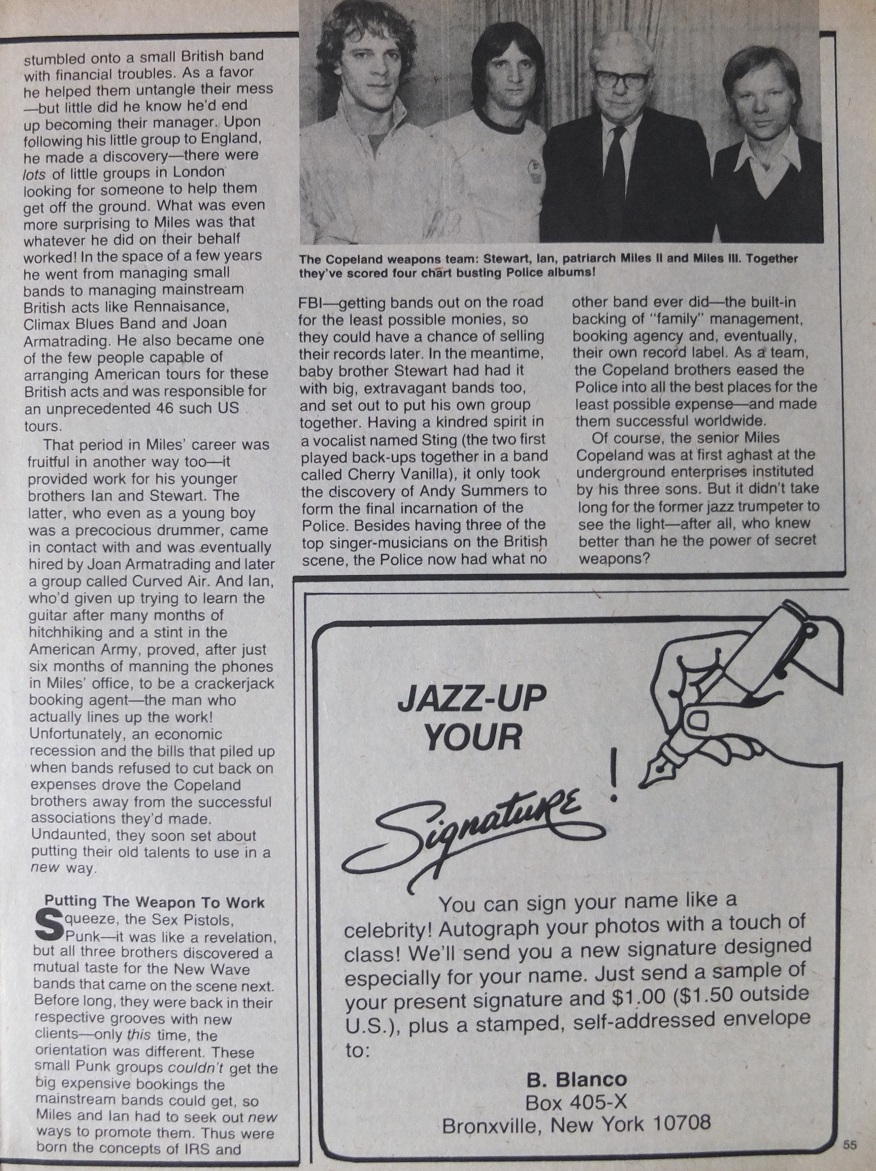 stumbled onto a small British band
with financial troubles. As a favor
he helped them untangle their mess
—but little did he know he'd end
up becoming their manager. Upon
following his little group to England,
he made a discovery—there were
lots of little groups in London
looking for someone to help them
get off the ground. What was even
more surprising to Miles was that
whatever he did on their behalf
worked! In the space of a few years
he went from managing small
bands to managing mainstream
British acts like Rennaisance,
Climax Blues Band and Joan
Armatrading. He also became one
of the few people capable of
arranging American tours for these
British acts and was responsible for
an unprecedented 46 such US
tours.
That period in Miles' career was
fruitful in another way too—it
provided work for his younger
brothers Ian and Stewart. The
latter, who even as a young boy
was a precocious drummer, came
in contact with and was eventually
hired by Joan Armatrading and later
a group called Curved Air. And Ian,
who'd given up trying to learn the
guitar after many months of
hitchhiking and a stint in the
American Army, proved, after just
six months of manning the phones
in Miles' office, to be a crackerjack
booking agent—the man who
actually lines up the work!
Unfortunately, an economic
recession and the bills that piled up
when bands refused to cut back on
expenses drove the Copeland
brothers away from the successful
associations they'd made.
Undaunted, they soon set about
putting their old talents to use in a
new way.
Putting The Weapon To Work
Squeeze, the Sex Pistols,
Punk—it was like a revelation,
but all three brothers discovered a
mutual taste for the New Wave
bands that came on the scene next.
Before long, they were back in their
respective grooves with new
clients—only this time, the
orientation was different. These
small Punk groups couldn't get the
big expensive bookings the
mainstream bands could get, so
Miles and Ian had to seek out new
ways to promote them. Thus were
born the concepts of IRS and
The Copeland weapons team: Stewart, Ian, patriarch Miles II and Miles III. Together
they've scored four chart busting Police albums!
FBI—getting bands out on the road
for the least possible monies, so
they could have a chance of selling
their records later. In the meantime,
baby brother Stewart had had it
with big, extravagant bands too,
and set out to put his own group
together. Having a kindred spirit in
a vocalist named Sting (the two first
played back-ups together in a band
called Cherry Vanilla), it only took
the discovery of Andy Summers to
form the final incarnation of the
Police. Besides having three of the
top singer-musicians on the British
scene, the Police now had what no
other band ever did—the built-in
backing of "family" management,
booking agency and, eventually,
their own record label. As a team,
the Copeland brothers eased the
Police into all the best places for the
least possible expense—and made
them successful worldwide.
Of course, the senior Miles
Copeland was at first aghast at the
underground enterprises instituted
by his three sons. But it didn't take
long for the former jazz trumpeter to
see the light—after all, who knew
better than he the power of secret
weapons?
JAZZ-UP
YOUR
Signature!
You can sign your name like a
celebrity! Autograph your photos with a touch of
class! We'll send you a new signature designed
especially for your name. Just send a sample of
your present signature and $1.00 ($1.50 outside
U.S.), plus a stamped, self-addressed envelope
to:
B. Blanco
Box 405-X
Bronxville, New York 10708
55